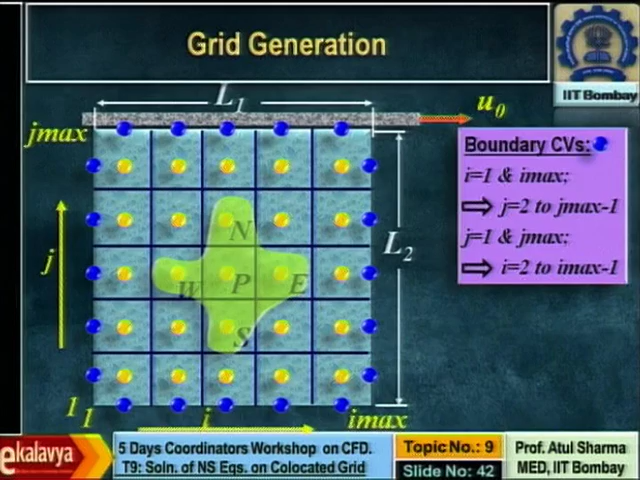 Grid Generation
IIT Bombay
L1
u0
jmax
Boundary CVs:
i=1 & imax;
⇒ j=2 to jmax-1
j=1 & jmax;
⇒ i=2 to imax-1
N
L2
j
W P E
S
1
1 i imax
ekalavya
5 Days Coordinators Workshop on CFD.
T9: Soln. of NS Eqs. on Colocated Grid
Topic No.: 9
Slide No: 42
Prof. Atul Sharma
MED, IIT Bombay